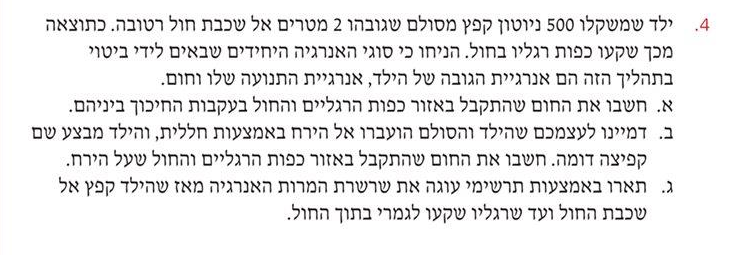 4. ילד שמשקלו 500 ניוטון קפץ מסולם שגובהו 2 מטרים אל שכבת חול רטובה. כתוצאה
מכך שקעו כפות רגליו בחול. הניחו כי סוגי האנרגיה היחידים שבאים לידי ביטוי
בתהליך הזה הם אנרגיית הגובה של הילד, אנרגיית התנועה שלו וחום.
א. חשבו את החום שהתקבל באזור כפות הרגליים והחול בעקבות החיכוך ביניהם.
ב. דמיינו לעצמכם שהילד והסולם הועברו אל הירח באמצעות חללית, והילד מבצע שם
קפיצה דומה. חשבו את החום שהתקבל באזור כפות הרגליים והחול שעל הירח.
ג. תארו באמצעות תרשימי עוגה את שרשרת המרות האנרגיה מאז שהילד קפץ אל
שכבת החול ועד שרגליו שקעו לגמרי בתוך החול.